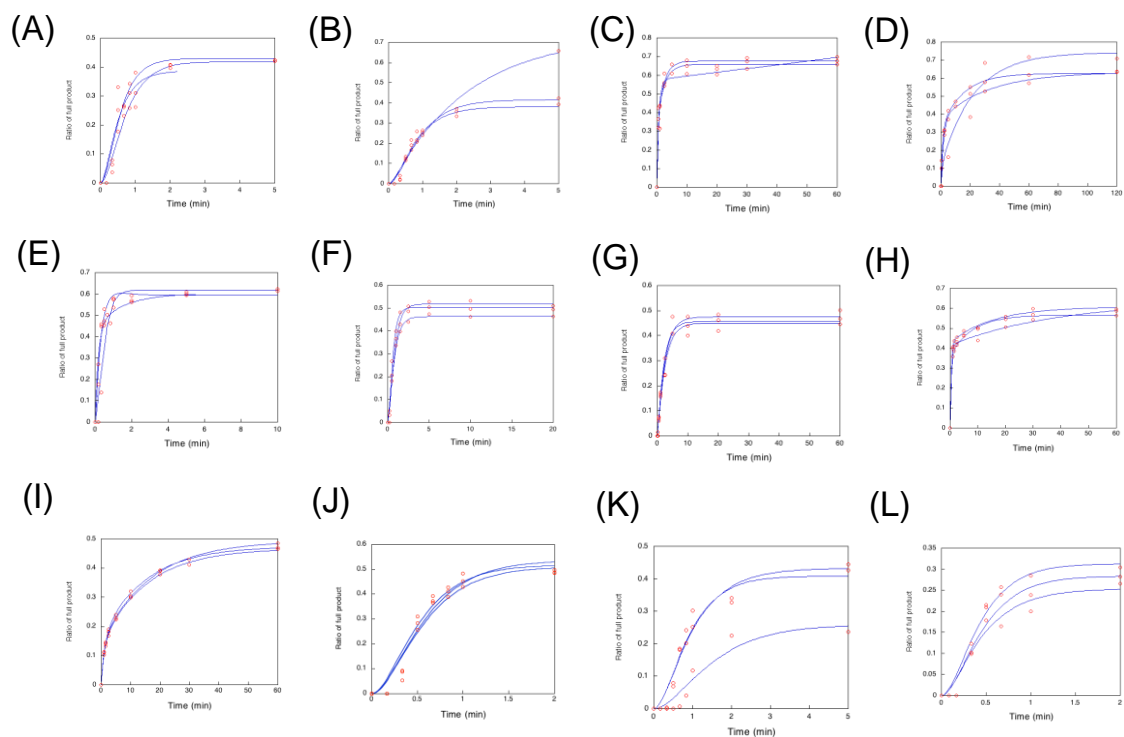 (A)
Ratio of full product
0.5
0.4
0.3
0.2
0.1
0
0 1 2 3 4 5
Time (min)
(B)
Ratio of full product
0.7
0.6
0.5
0.4
0.3
0.2
0.1
0
0 1 2 3 4 5
Time (min)
(C)
Ratio of full product
0.8
0.7
0.6
0.5
0.4
0.3
0.2
0.1
0
0 10 20 30 40 50 60
Time (min)
(D)
Ratio of full product
0.8
0.7
0.6
0.5
0.4
0.3
0.2
0.1
0
0 20 40 60 80 100 120
Time (min)
(E)
Ratio of full product
0.7
0.6
0.5
0.4
0.3
0.2
0.1
0
0 2 4 6 8 10
Time (min)
(F)
Ratio of full product
0.6
0.5
0.4
0.3
0.2
0.1
0
0 5 10 15 20
Time (min)
(G)
Ratio of full product
0.6
0.5
0.4
0.3
0.2
0.1
0
0 10 20 30 40 50 60
Time (min)
(H)
Ratio of full product
0.7
0.6
0.5
0.4
0.3
0.2
0.1
0
0 10 20 30 40 50 60
Time (min)
(I)
Ratio of full product
0.5
0.4
0.3
0.2
0.1
0
0 10 20 30 40 50 60
Time (min)
(J)
Ratio of full product
0.6
0.5
0.4
0.3
0.2
0.1
0
0 0.5 1 1.5 2
Time (min)
(K)
Ratio of full product
0.5
0.4
0.3
0.2
0.1
0
0 1 2 3 4 5
Time (min)
(L)
Ratio of full product
0.35
0.3
0.25
0.2
0.15
0.1
0.05
0
0 0.5 1 1.5 2
Time (min)